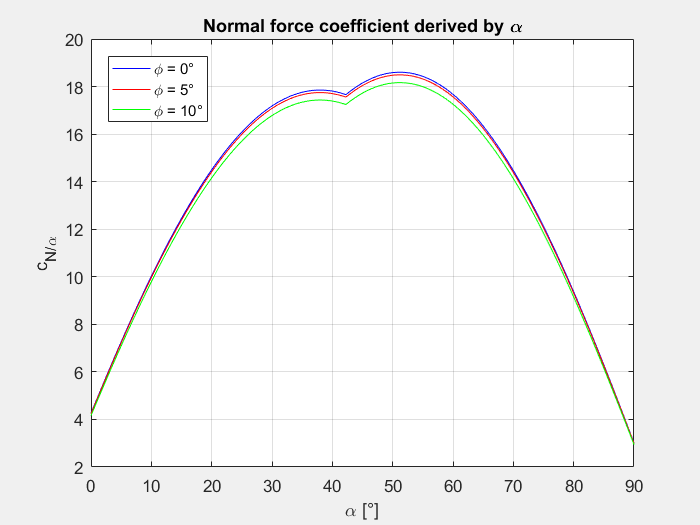 Normal force coefficient derived by α
20
18
16
14
12
10
8
6
4
2
c_{N/α}
ϕ = 0°
ϕ = 5°
ϕ = 10°
0 10 20 30 40 50 60 70 80 90
α [°]